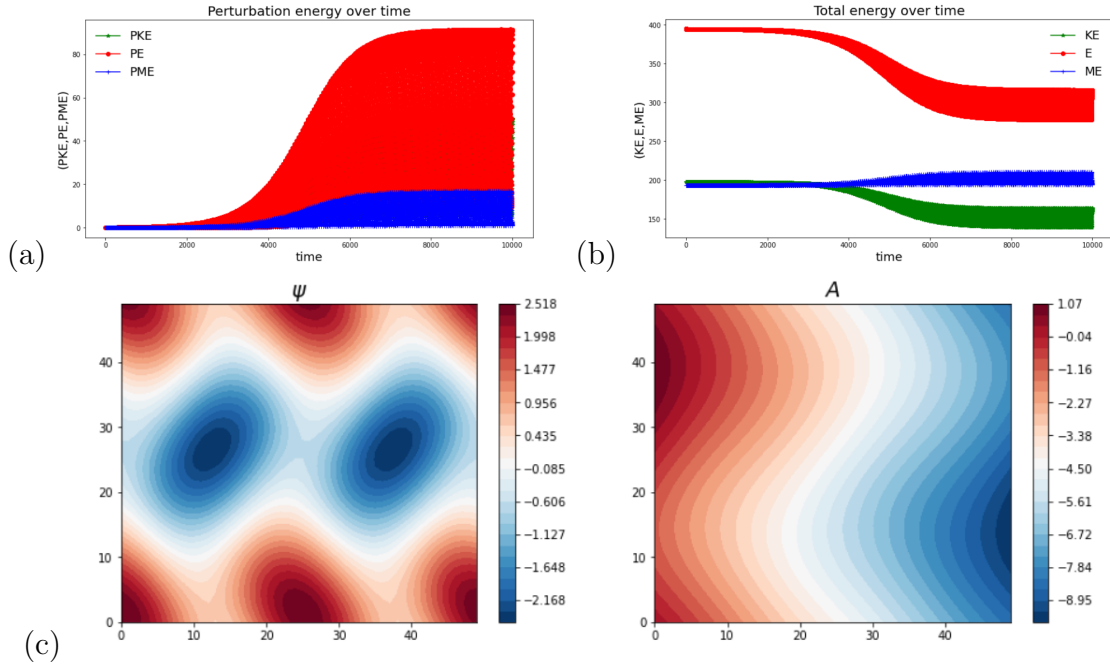 Perturbation energy over time
PKE
PE
PME
(PKE,PE,PME)
80
60
40
20
0
0 2000 4000 6000 8000 10000
time
(a)
Total energy over time
KE
E
ME
(KE,E,ME)
400
350
300
250
200
150
0 2000 4000 6000 8000 10000
time
(b)
ψ
40
30
20
10
0
0 10 20 30 40
2.518
1.998
1.477
0.956
0.435
-0.085
-0.606
-1.127
-1.648
-2.168
A
40
30
20
10
0
0 10 20 30 40
1.07
-0.04
-1.16
-2.27
-3.38
-4.50
-5.61
-6.72
-7.84
-8.95
(c)